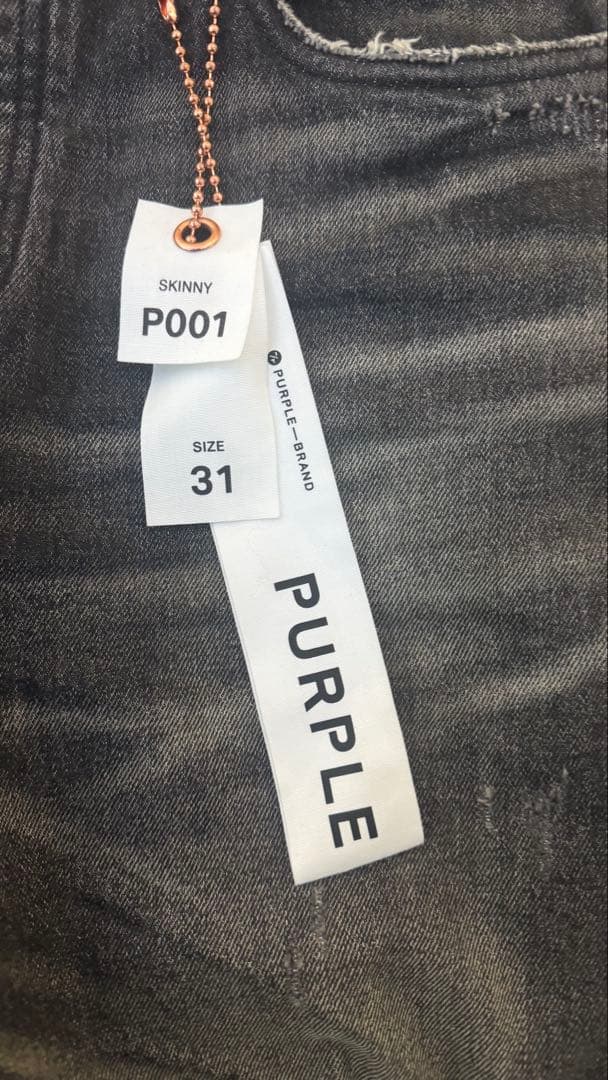 SKINNY
P001
SIZE
31
PURPLE—BRAND
PURPLE